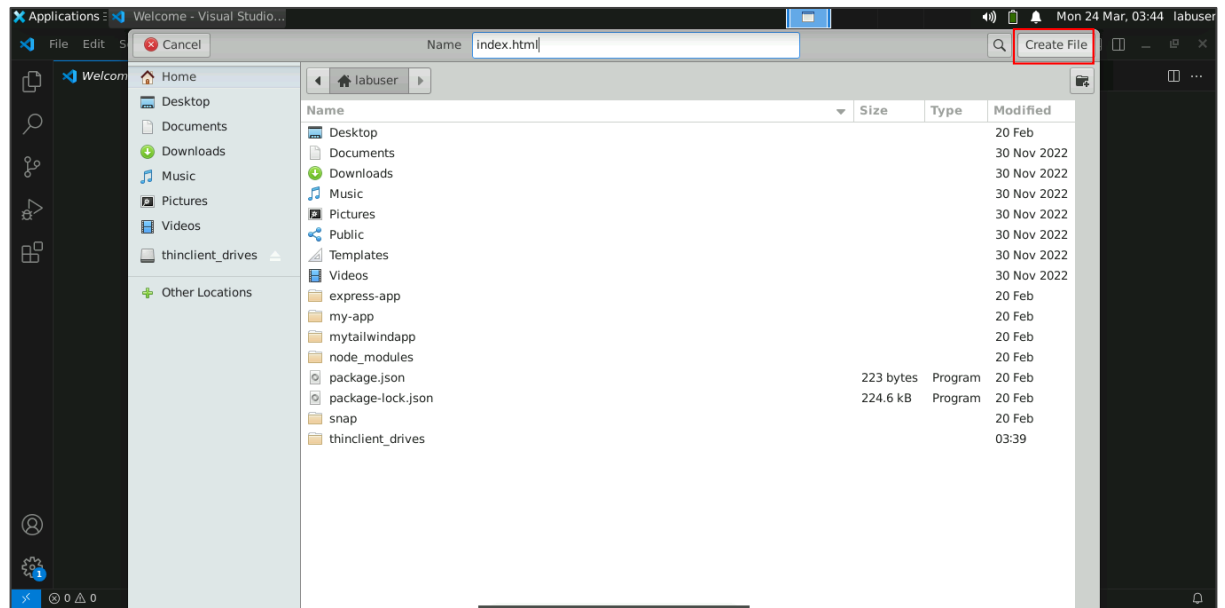 Applications Welcome - Visual Studio... Mon 24 Mar, 03:44 labuser
File Edit S Cancel Name index.html Create File
Welcom Home labuser
Desktop Name Size Type Modified
Documents Desktop 20 Feb
Downloads Documents 30 Nov 2022
Music Downloads 30 Nov 2022
Pictures Music 30 Nov 2022
Videos Pictures 30 Nov 2022
thinclient_drives Public 30 Nov 2022
Other Locations Templates 30 Nov 2022
Videos 30 Nov 2022
express-app 20 Feb
my-app 20 Feb
mytailwindapp 20 Feb
node_modules 20 Feb
package.json 223 bytes Program 20 Feb
package-lock.json 224.6 kB Program 20 Feb
snap 20 Feb
thinclient_drives 03:39
1
0 0